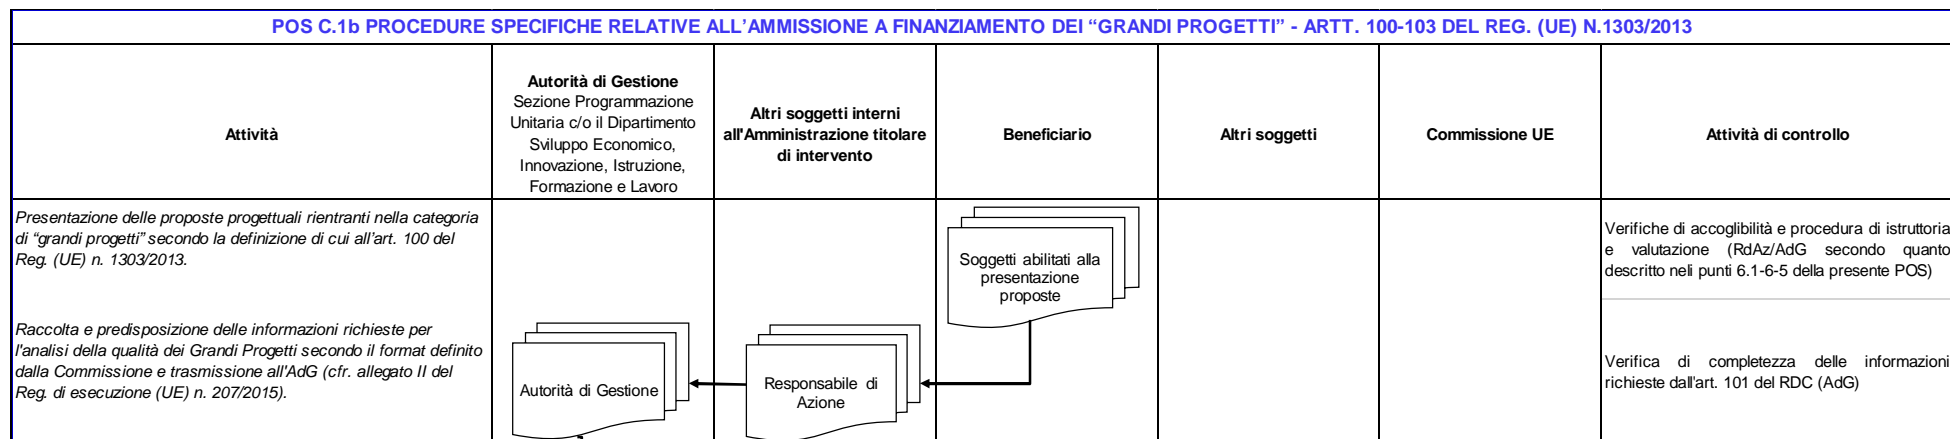 POS C.1b PROCEDURE SPECIFICHE RELATIVE ALL'AMMISSIONE A FINANZIAMENTO DEI “GRANDI PROGETTI” - ARTT. 100-103 DEL REG. (UE) N.1303/2013
Attività
Autorità di Gestione
Sezione Programmazione
Unitaria c/o il Dipartimento
Sviluppo Economico,
Innovazione, Istruzione,
Formazione e Lavoro
Altri soggetti interni
all'Amministrazione titolare
di intervento
Beneficiario
Altri soggetti
Commissione UE
Attività di controllo
Presentazione delle proposte progettuali rientranti nella categoria
di “grandi progetti” secondo la definizione di cui all'art. 100 del
Reg. (UE) n. 1303/2013.
Soggetti abilitati alla
presentazione
proposte
Verifiche di accoglibilità e procedura di istruttoria
e valutazione (RdAz/AdG secondo quanto
descritto neli punti 6.1-6-5 della presente POS)
Raccolta e predisposizione delle informazioni richieste per
l'analisi della qualità dei Grandi Progetti secondo il format definito
dalla Commissione e trasmissione all'AdG (cfr. allegato II del
Reg. di esecuzione (UE) n. 207/2015).
Autorità di Gestione
Responsabile di
Azione
Verifica di completezza delle informazioni
richieste dall'art. 101 del RDC (AdG)